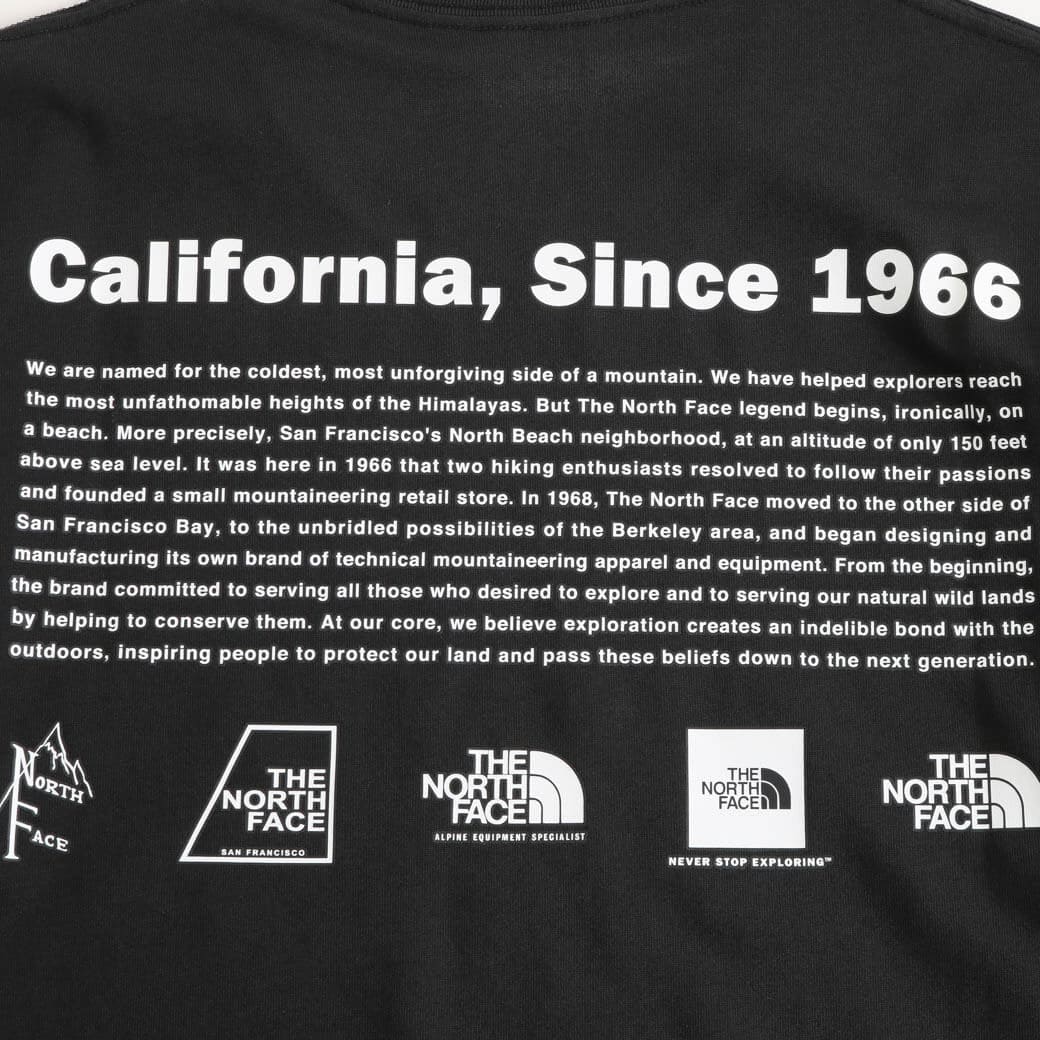 California, Since 1966
We are named for the coldest, most unforgiving side of a mountain. We have helped explorers reach
the most unfathomable heights of the Himalayas. But The North Face legend begins, ironically, on
a beach. More precisely, San Francisco's North Beach neighborhood, at an altitude of only 150 feet
above sea level. It was here in 1966 that two hiking enthusiasts resolved to follow their passions
and founded a small mountaineering retail store. In 1968, The North Face moved to the other side of
San Francisco Bay, to the unbridled possibilities of the Berkeley area, and began designing and
manufacturing its own brand of technical mountaineering apparel and equipment. From the beginning,
the brand committed to serving all those who desired to explore and to serving our natural wild lands
by helping to conserve them. At our core, we believe exploration creates an indelible bond with the
outdoors, inspiring people to protect our land and pass these beliefs down to the next generation.
NORTH
FACE
THE
NORTH
FACE
SAN FRANCISCO
THE
NORTH
FACE
ALPINE EQUIPMENT SPECIALIST
THE
NORTH
FACE
NEVER STOP EXPLORING™
THE
NORTH
FACE